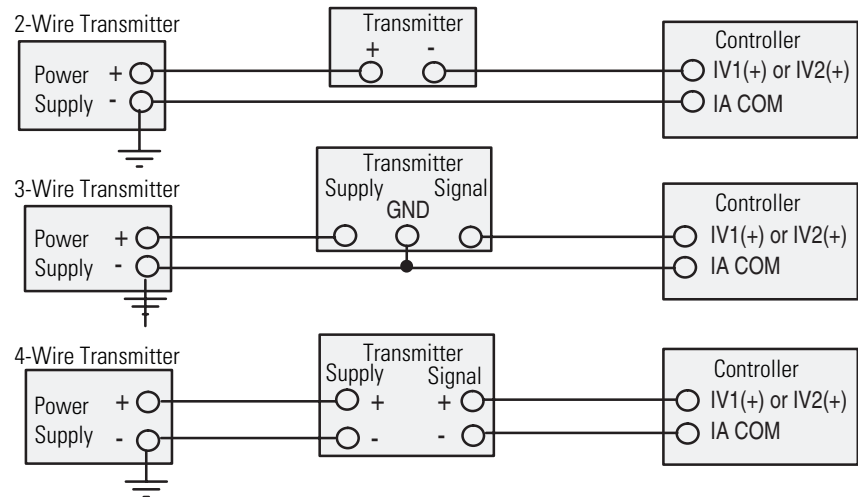 2-Wire Transmitter
Transmitter
+ -
Controller
Power + 
Supply -
IV1(+) or IV2(+)
IA COM
3-Wire Transmitter
Transmitter
Supply Signal
GND
Controller
Power +
Supply -
IV1(+) or IV2(+)
IA COM
4-Wire Transmitter
Transmitter
Supply Signal
Controller
Power +
Supply -
+ +
- -
IV1(+) or IV2(+)
IA COM